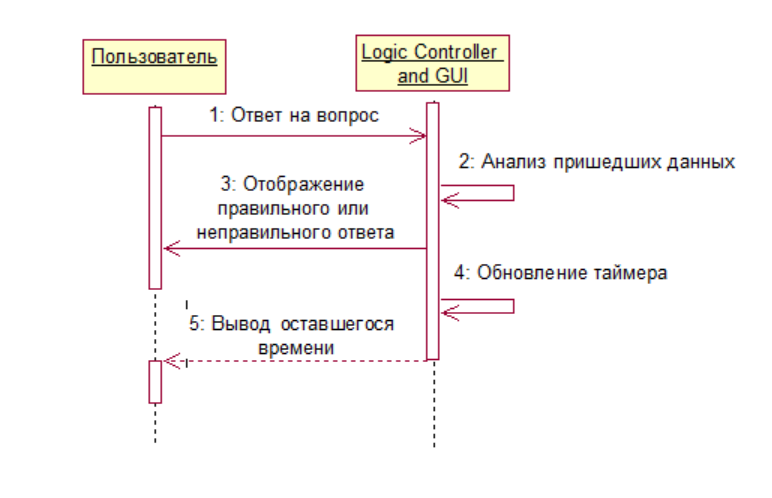 Пользователь
Logic Controller
and GUI
1: Ответ на вопрос
2: Анализ пришедших данных
3: Отображение
правильного или
неправильного ответа
4: Обновление таймера
5: Вывод оставшегося
времени